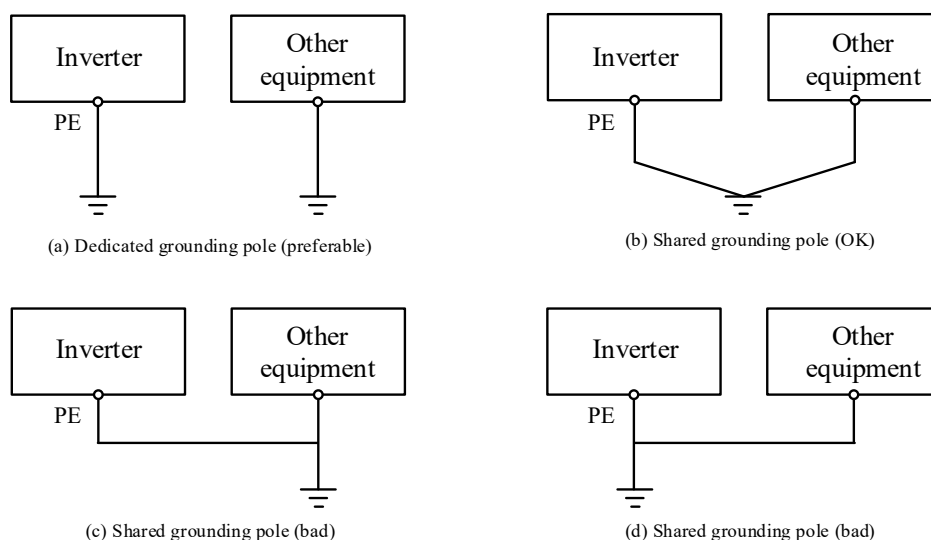 Inverter
Other
equipment
PE
(a) Dedicated grounding pole (preferable)
Inverter
Other
equipment
PE
(b) Shared grounding pole (OK)
Inverter
Other
equipment
PE
(c) Shared grounding pole (bad)
Inverter
Other
equipment
PE
(d) Shared grounding pole (bad)